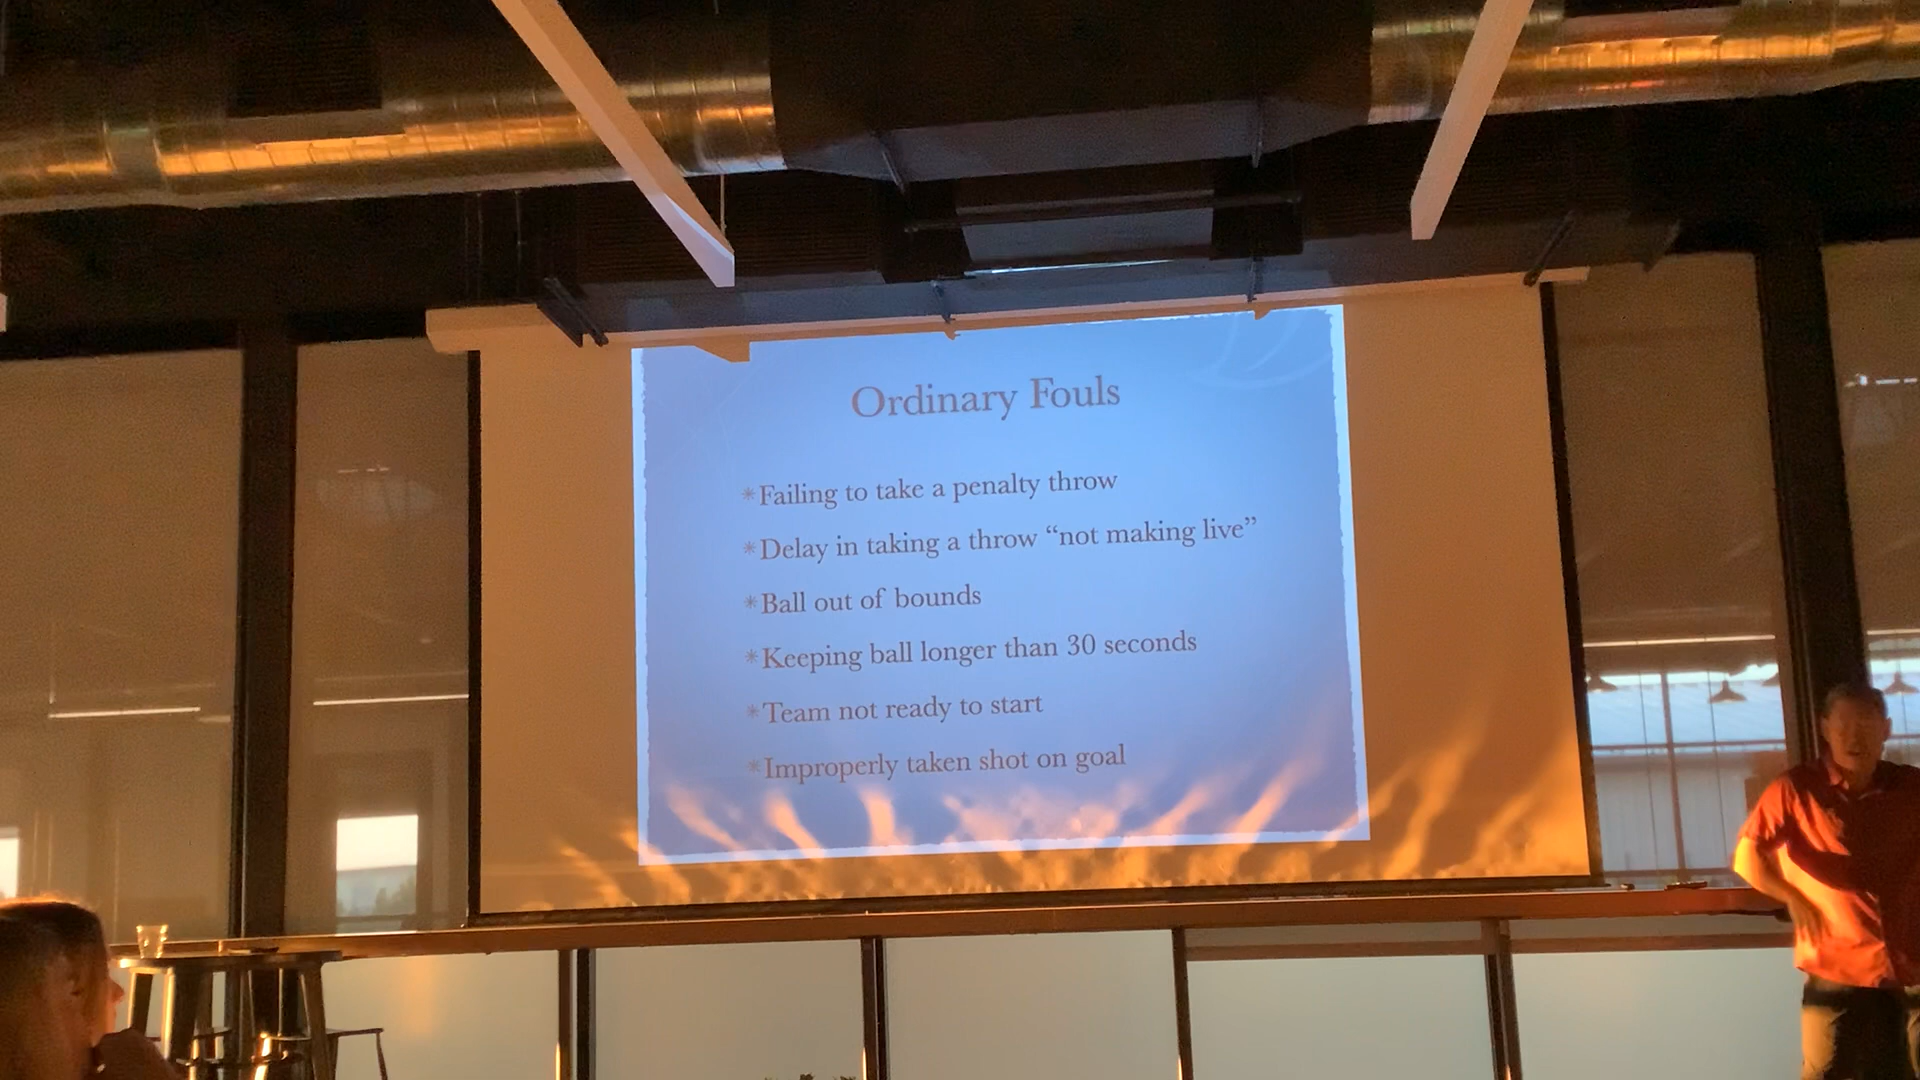 Ordinary Fouls
*Failing to take a penalty throw
*Delay in taking a throw “not making live”
*Ball out of bounds
*Keeping ball longer than 30 seconds
*Team not ready to start
*Improperly taken shot on goal